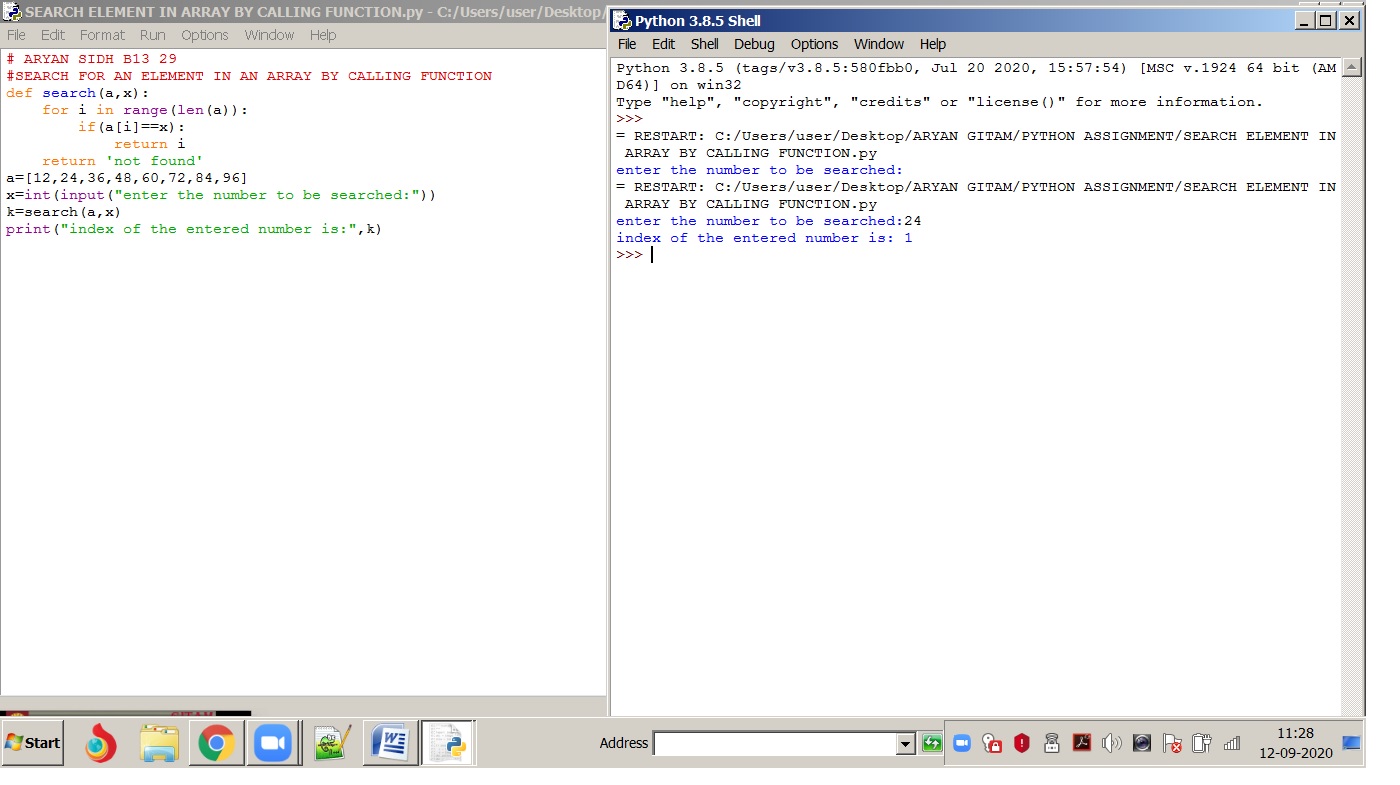 SEARCH ELEMENT IN ARRAY BY CALLING FUNCTION.py - C:/Users/user/Desktop/
File Edit Format Run Options Window Help
# ARYAN SIDH B13 29
#SEARCH FOR AN ELEMENT IN AN ARRAY BY CALLING FUNCTION
def search(a,x):
    for i in range(len(a)):
        if(a[i]==x):
            return i
    return 'not found'
a=[12,24,36,48,60,72,84,96]
x=int(input("enter the number to be searched:"))
k=search(a,x)
print("index of the entered number is:",k)
Python 3.8.5 Shell
File Edit Shell Debug Options Window Help
Python 3.8.5 (tags/v3.8.5:580fbb0, Jul 20 2020, 15:57:54) [MSC v.1924 64 bit (AM
D64)] on win32
Type "help", "copyright", "credits" or "license()" for more information.
>>>
= RESTART: C:/Users/user/Desktop/ARYAN GITAM/PYTHON ASSIGNMENT/SEARCH ELEMENT IN
 ARRAY BY CALLING FUNCTION.py
enter the number to be searched:
= RESTART: C:/Users/user/Desktop/ARYAN GITAM/PYTHON ASSIGNMENT/SEARCH ELEMENT IN
 ARRAY BY CALLING FUNCTION.py
enter the number to be searched:24
index of the entered number is: 1
>>>
Start
Address
11:28
12-09-2020